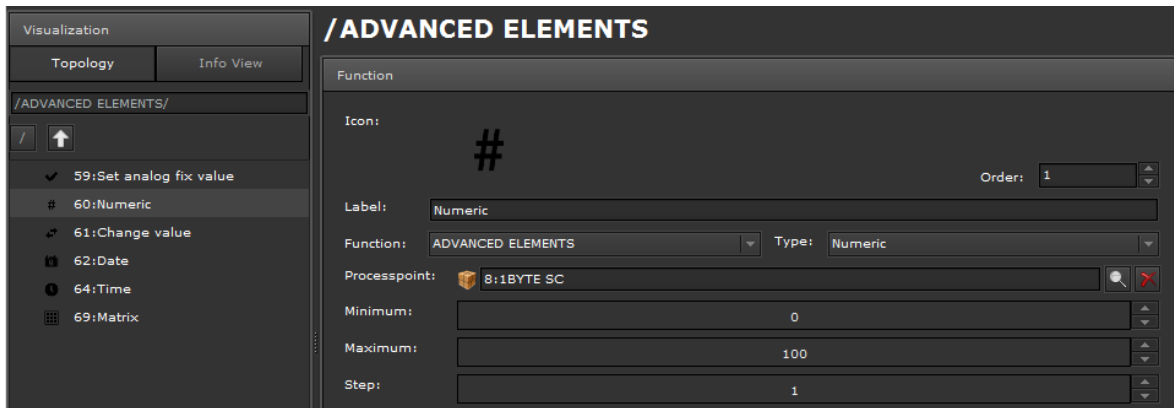 Visualization
Topology Info View
/ADVANCED ELEMENTS/
/
59:Set analog fix value
# 60:Numeric
61:Change value
62:Date
64:Time
69:Matrix
/ADVANCED ELEMENTS
Function
Icon: #
Order: 1
Label: Numeric
Function: ADVANCED ELEMENTS Type: Numeric
Processpoint: 8:1BYTE SC
Minimum: 0
Maximum: 100
Step: 1